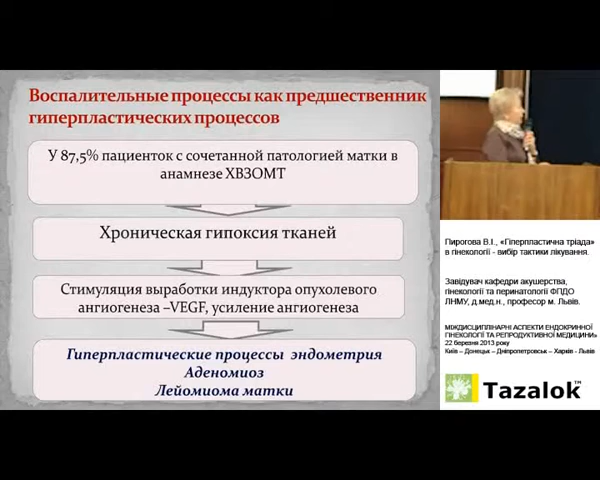 Воспалительные процессы как предшественник
гиперпластических процессов
У 87,5% пациенток с сочетанной патологией матки в
анамнезе ХВЗОМТ
Хроническая гипоксия тканей
Стимуляция выработки индуктора опухолевого
ангиогенеза –VEGF, усиление ангиогенеза
Гиперпластические процессы эндометрия
Аденомиоз
Лейомиома матки
Пирогова В.І., «Гіперпластична тріада»
в гінекології - вибір тактики лікування.
Завідувач кафедри акушерства,
гінекології та перинатології ФПДО
ЛНМУ, д.мед.н., професор м. Львів.
МІЖДИСЦИПЛІНАРНІ АСПЕКТИ ЕНДОКРИННОЇ
ГІНЕКОЛОГІЇ ТА РЕПРОДУКТИВНОЇ МЕДИЦИНИ»
22 березня 2013 року
Київ – Донецьк – Дніпропетровськ – Харків - Львів
Tazalok™